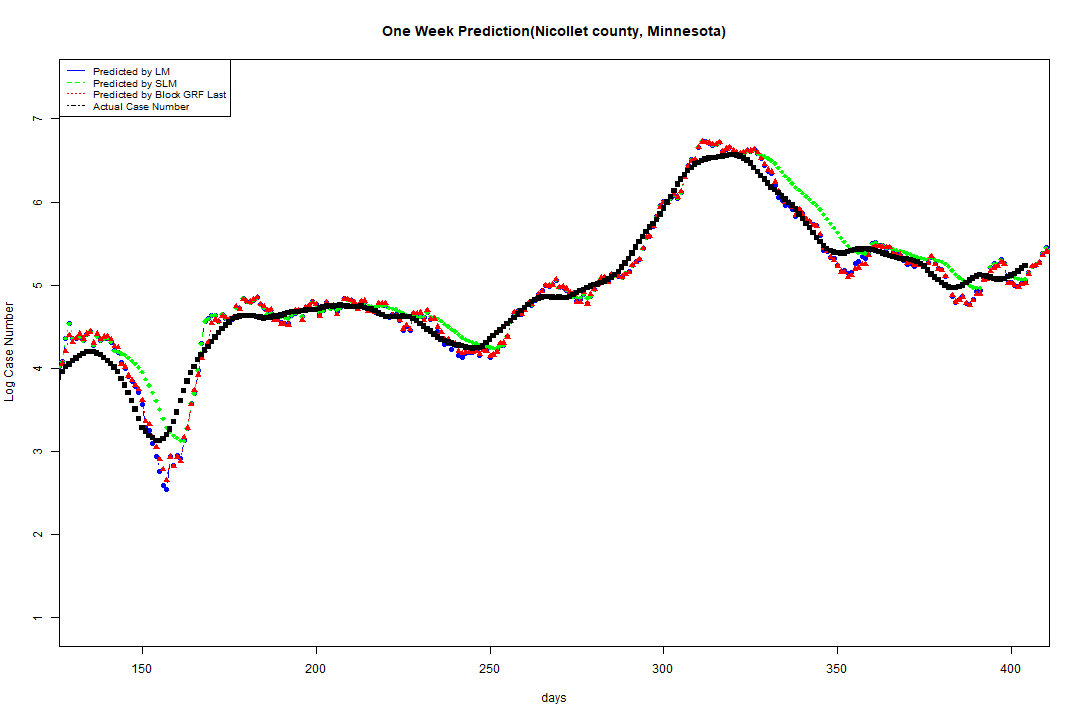 One Week Prediction(Nicollet county, Minnesota)
Predicted by LM
Predicted by SLM
Predicted by Block GRF Last
Actual Case Number
Log Case Number
7
6
5
4
3
2
1
150 200 250 300 350 400
days